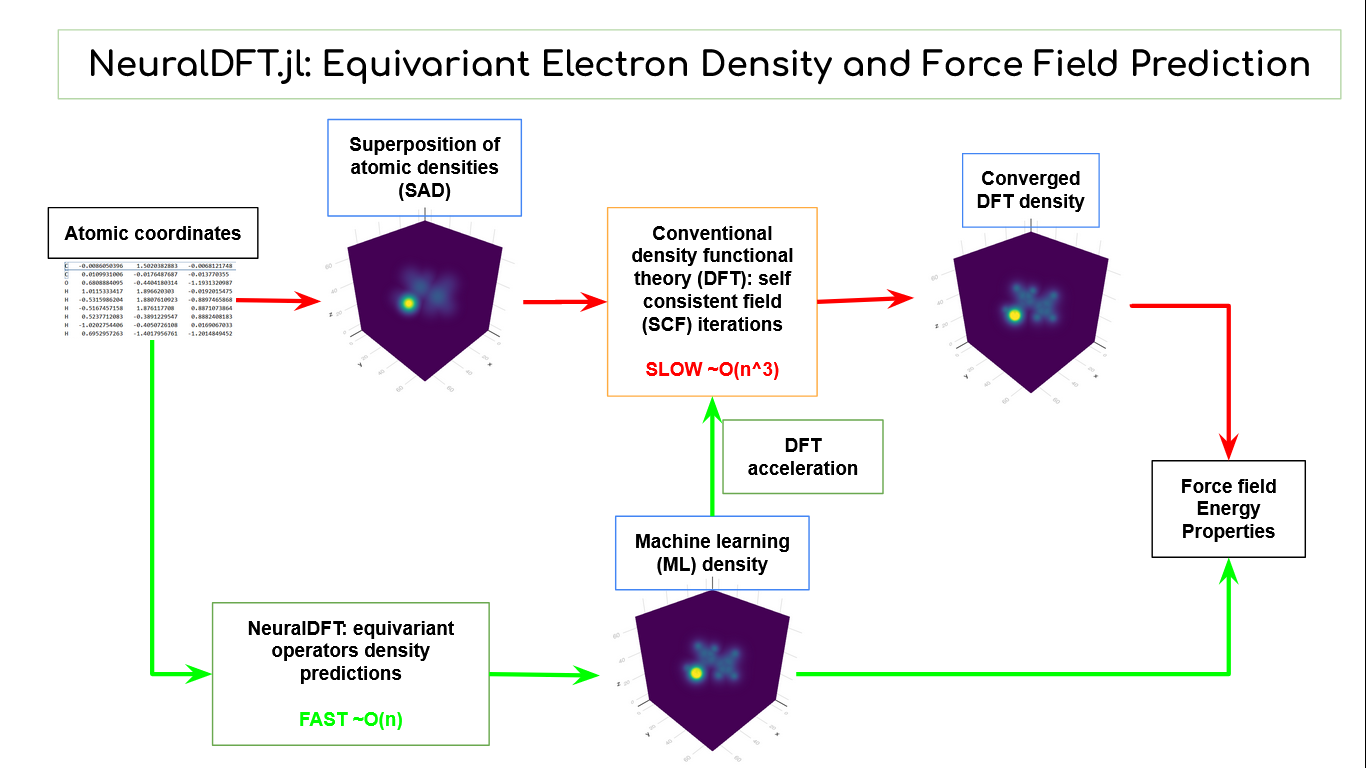 NeuralDFT.jl: Equivariant Electron Density and Force Field Prediction
Superposition of
atomic densities
(SAD)
Atomic coordinates
C -0.0086050396 1.5020382883 -0.0068121748
C 0.0109931006 -0.0176487687 -0.013770355
O 0.6808884095 -0.4404180314 -1.1931320987
H 1.0115333417 1.896620303 -0.0192015475
H -0.5315986204 1.8807610923 -0.8897465868
H -0.5167457158 1.876117708 0.8871073864
H 0.5237712083 -0.3891229547 0.8882408183
H -1.0202754406 -0.4050726108 0.0169067033
H 0.6952957263 -1.4017956761 -1.2014849452
Conventional
density functional
theory (DFT): self
consistent field
(SCF) iterations
SLOW ~O(n^3)
Converged
DFT density
DFT
acceleration
Force field
Energy
Properties
Machine learning
(ML) density
NeuralDFT: equivariant
operators density
predictions
FAST ~O(n)